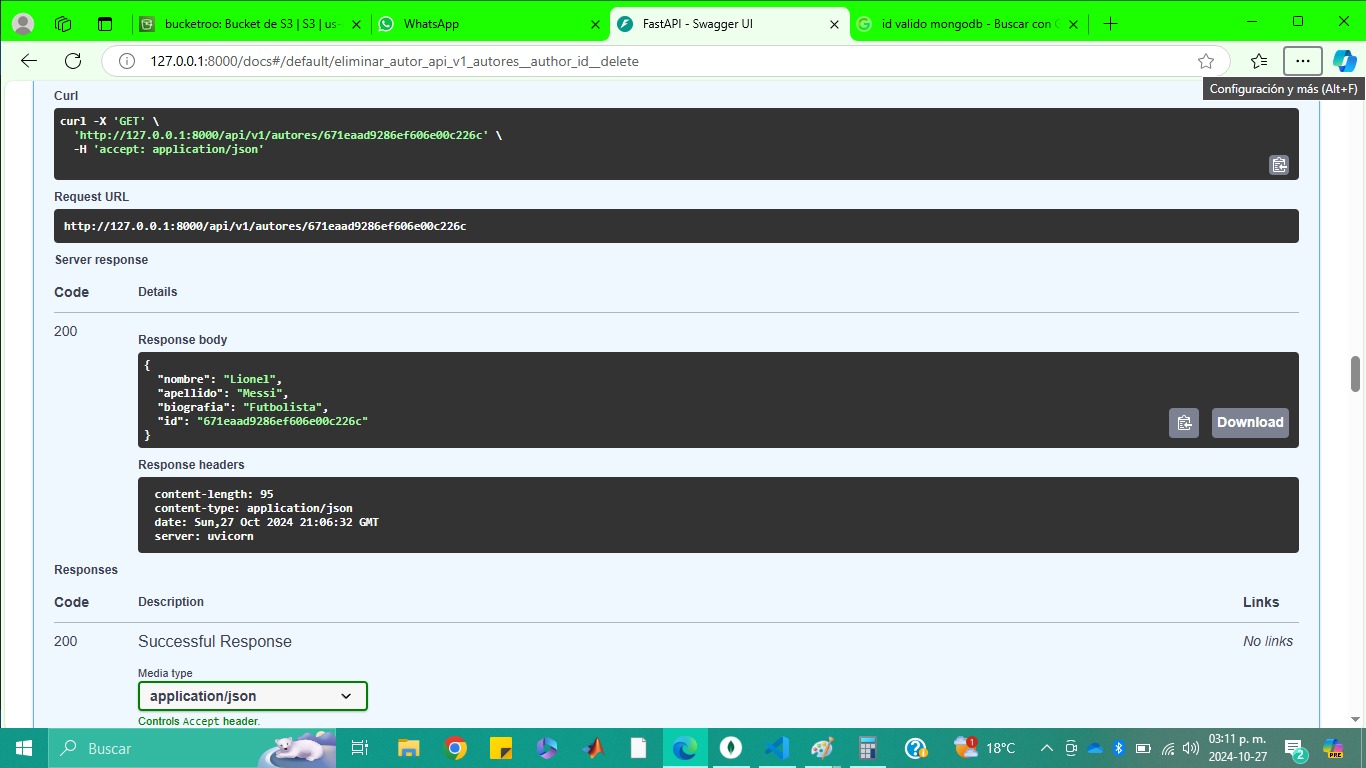 bucketroo: Bucket de S3 | S3 | us-
WhatsApp
FastAPI - Swagger UI
id valido mongodb - Buscar con G
127.0.0.1:8000/docs#/default/eliminar_autor_api_v1_autores__author_id__delete
Configuración y más (Alt+F)
Curl
curl -X 'GET' \
'http://127.0.0.1:8000/api/v1/autores/671eaad9286ef606e00c226c' \
-H 'accept: application/json'
Request URL
http://127.0.0.1:8000/api/v1/autores/671eaad9286ef606e00c226c
Server response
Code Details
200
Response body
{
"nombre": "Lionel",
"apellido": "Messi",
"biografia": "Futbolista",
"id": "671eaad9286ef606e00c226c"
}
Download
Response headers
content-length: 95
content-type: application/json
date: Sun,27 Oct 2024 21:06:32 GMT
server: uvicorn
Responses
Code Description Links
200 Successful Response No links
Media type
application/json
Controls Accept header.
Buscar
1
18°C
03:11 p. m.
2024-10-27
2
PRE